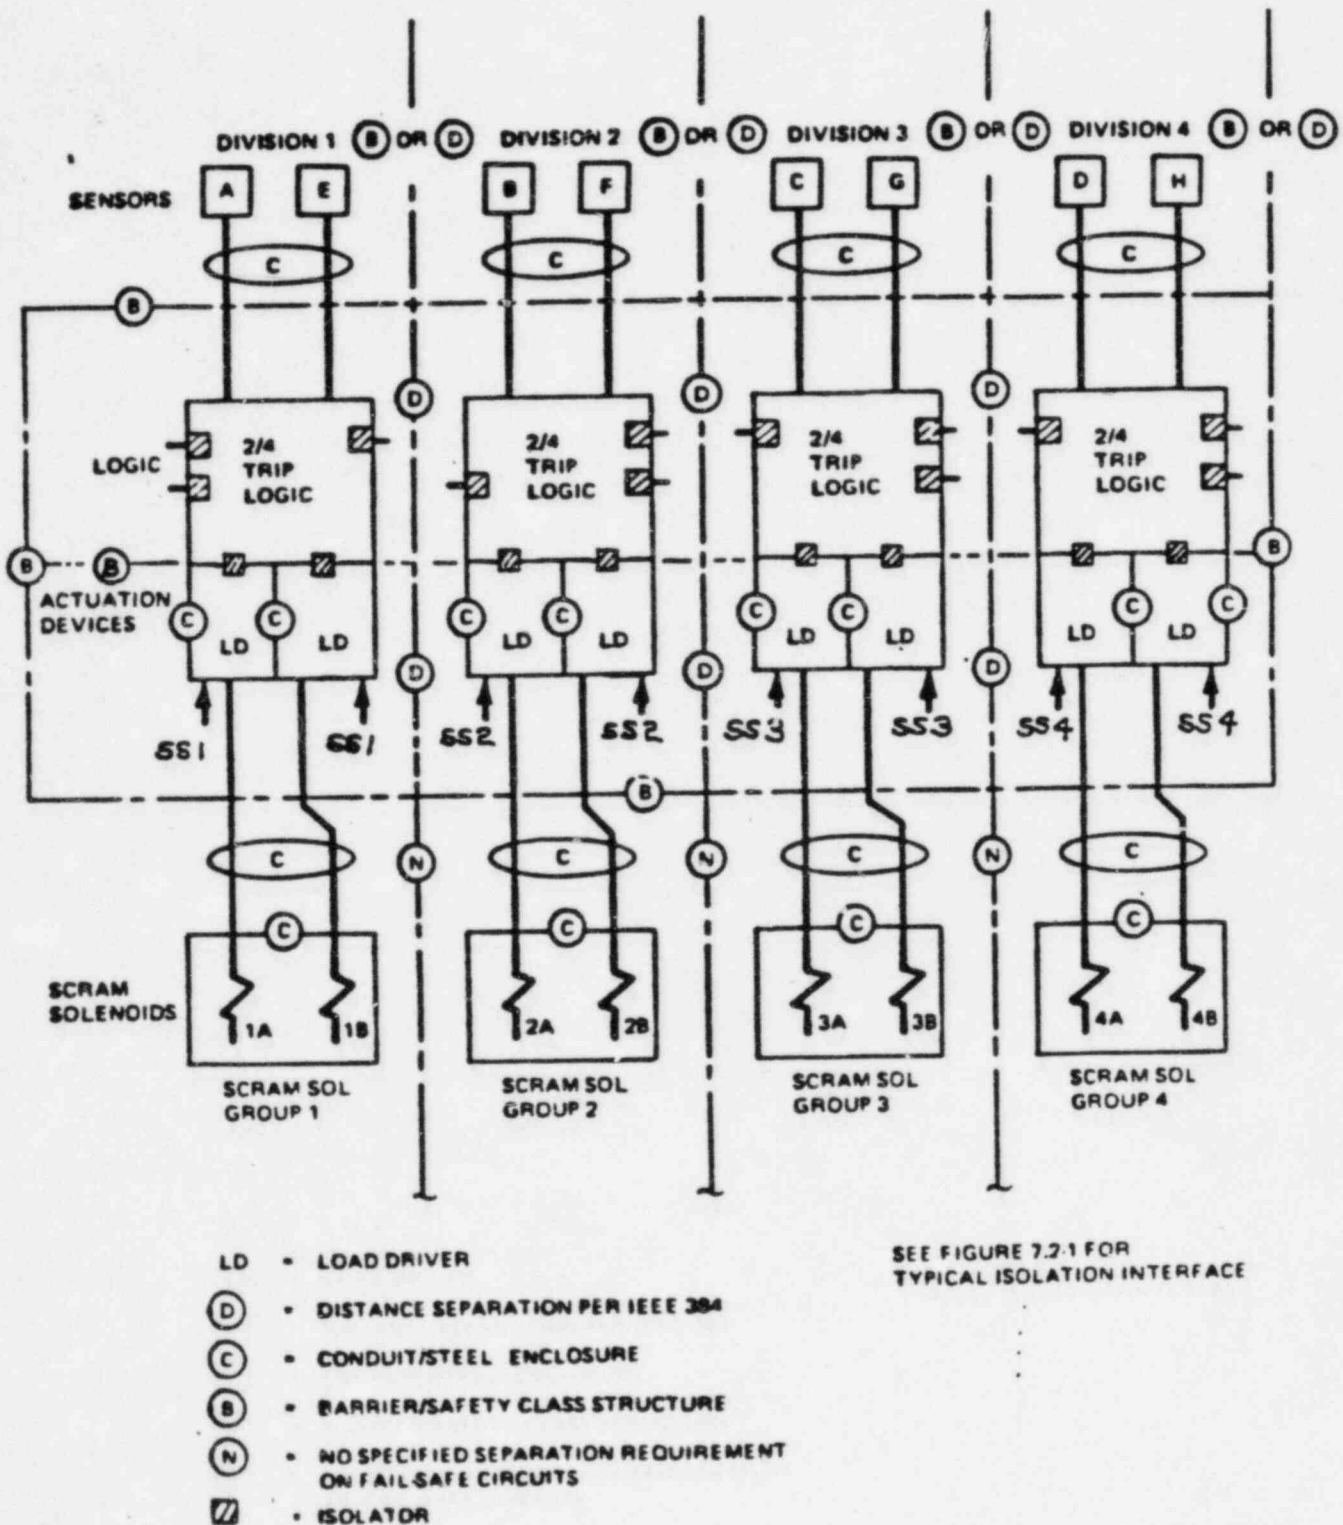 DIVISION 1 B OR D DIVISION 2 B OR D DIVISION 3 B OR D DIVISION 4 B OR D
SENSORS A E B F C G D H
C C C C
B
D D D
LOGIC
2/4 TRIP LOGIC
2/4 TRIP LOGIC
2/4 TRIP LOGIC
2/4 TRIP LOGIC
B B B
ACTUATION
DEVICES
C C C C C C C C
LD LD LD LD LD LD LD LD
D D D
SS1 SS1 SS2 SS2 SS3 SS3 SS4 SS4
B
C C C C
N N N
C C C C
SCRAM
SOLENOIDS
1A 1B 2A 2B 3A 3B 4A 4B
SCRAM SOL
GROUP 1
SCRAM SOL
GROUP 2
SCRAM SOL
GROUP 3
SCRAM SOL
GROUP 4
LD - LOAD DRIVER
D - DISTANCE SEPARATION PER IEEE 384
C - CONDUIT/STEEL ENCLOSURE
B - BARRIER/SAFETY CLASS STRUCTURE
N - NO SPECIFIED SEPARATION REQUIREMENT
ON FAIL-SAFE CIRCUITS
- ISOLATOR
SEE FIGURE 7.2-1 FOR
TYPICAL ISOLATION INTERFACE